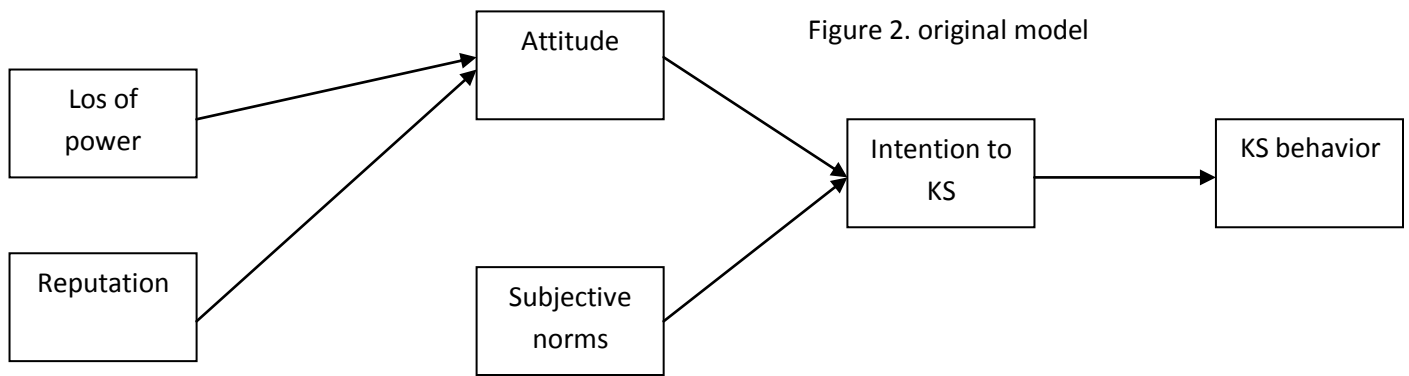 Figure 2. original model
Los of
power
Reputation
Attitude
Subjective
norms
Intention to
KS
KS behavior